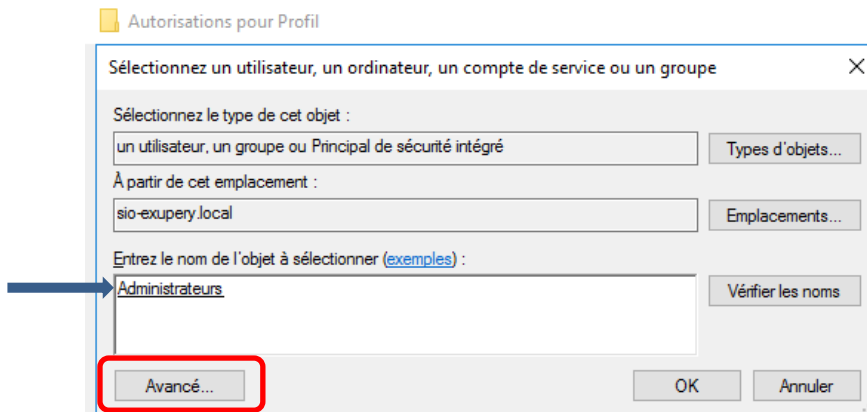 Autorisations pour Profil
Sélectionnez un utilisateur, un ordinateur, un compte de service ou un groupe
Sélectionnez le type de cet objet :
un utilisateur, un groupe ou Principal de sécurité intégré
Types d'objets...
À partir de cet emplacement :
sio-exupery.local
Emplacements...
Entrez le nom de l'objet à sélectionner (exemples) :
Administrateurs
Vérifier les noms
Avancé... OK Annuler